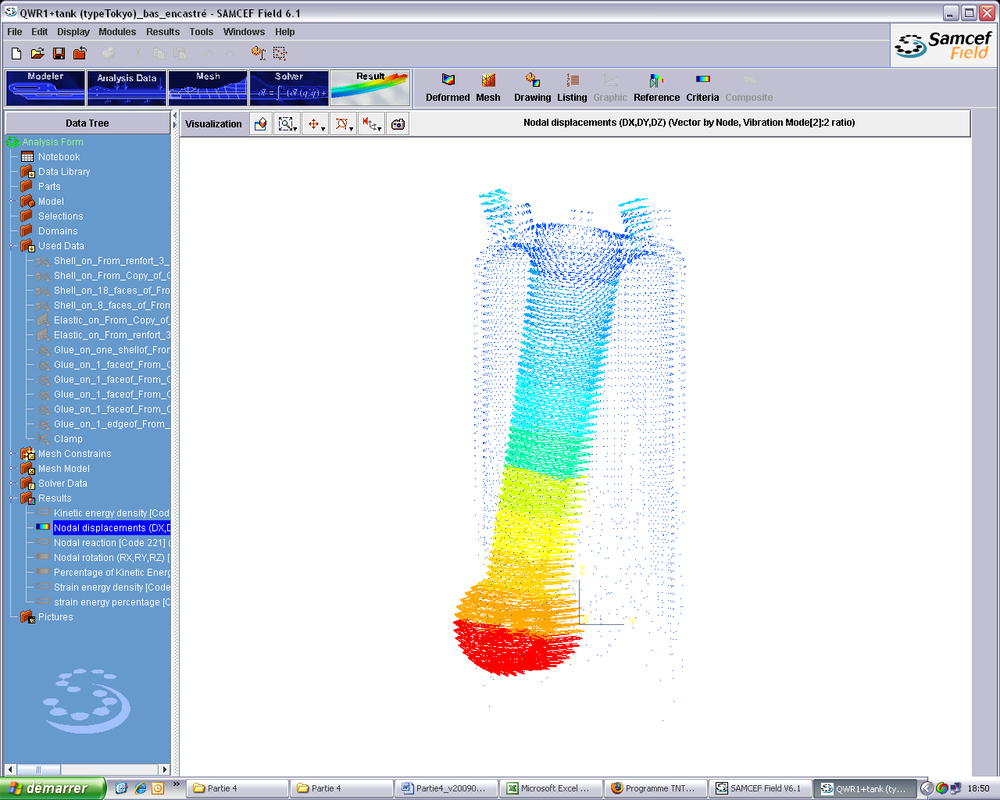 QWR1+tank (typeTokyo)_bas_encastré - SAMCEF Field 6.1
File Edit Display Modules Results Tools Windows Help
Samcef Field
Modeler Analysis Data Mesh Solver Result
Deformed Mesh Drawing Listing Graphic Reference Criteria Composite
Data Tree
Visualization
Nodal displacements (DX,DY,DZ) (Vector by Node, Vibration Mode[2]:2 ratio)
Analysis Form
Notebook
Data Library
Parts
Model
Selections
Domains
Used Data
Shell_on_From_renfort_3_
Shell_on_From_Copy_of_C
Shell_on_18_faces_of_Fro
Shell_on_8_faces_of_From
Elastic_on_From_Copy_of_
Elastic_on_From_renfort_3
Glue_on_one_shellof_From
Glue_on_1_faceof_From_C
Glue_on_1_faceof_From_C
Glue_on_1_faceof_From_C
Glue_on_1_faceof_From_C
Glue_on_1_edgeof_From_
Clamp
Mesh Constrains
Mesh Model
Solver Data
Results
Kinetic energy density [Cod
Nodal displacements (DX,D
Nodal reaction [Code 221] (
Nodal rotation (RX,RY,RZ) [
Percentage of Kinetic Energ
Strain energy density [Code
strain energy percentage [C
Pictures
Z
X
Y
démarrer
Partie 4
Partie 4
Partie4_v20090...
Microsoft Excel ...
Programme TNT...
SAMCEF Field V6.1
QWR1+tank (ty...
18:50